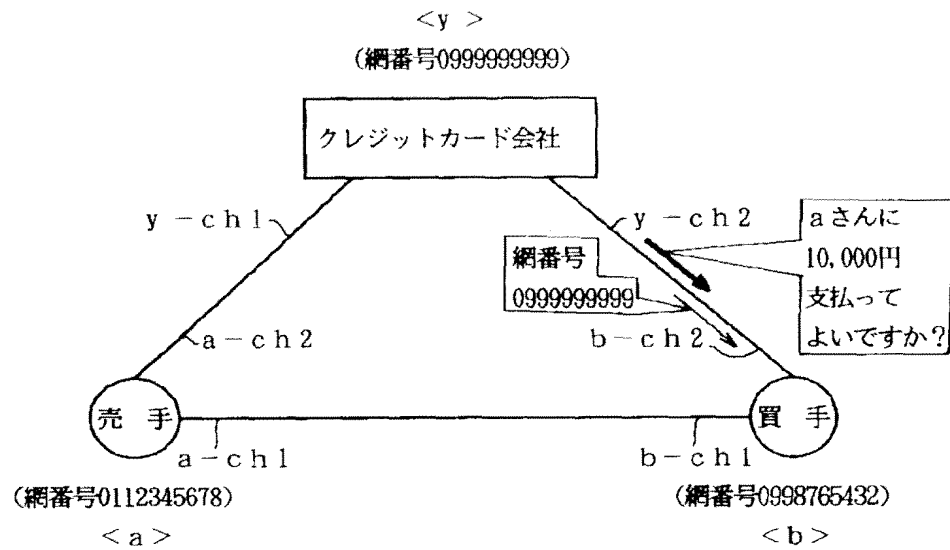 <y>
(網番号0999999999)
クレジットカード会社
y-ch1
y-ch2
aさんに
10,000円
支払って
よいですか?
網番号
0999999999
a-ch2
b-ch2
売手
買手
a-ch1
b-ch1
(網番号0112345678)
(網番号0998765432)
<a>
<b>